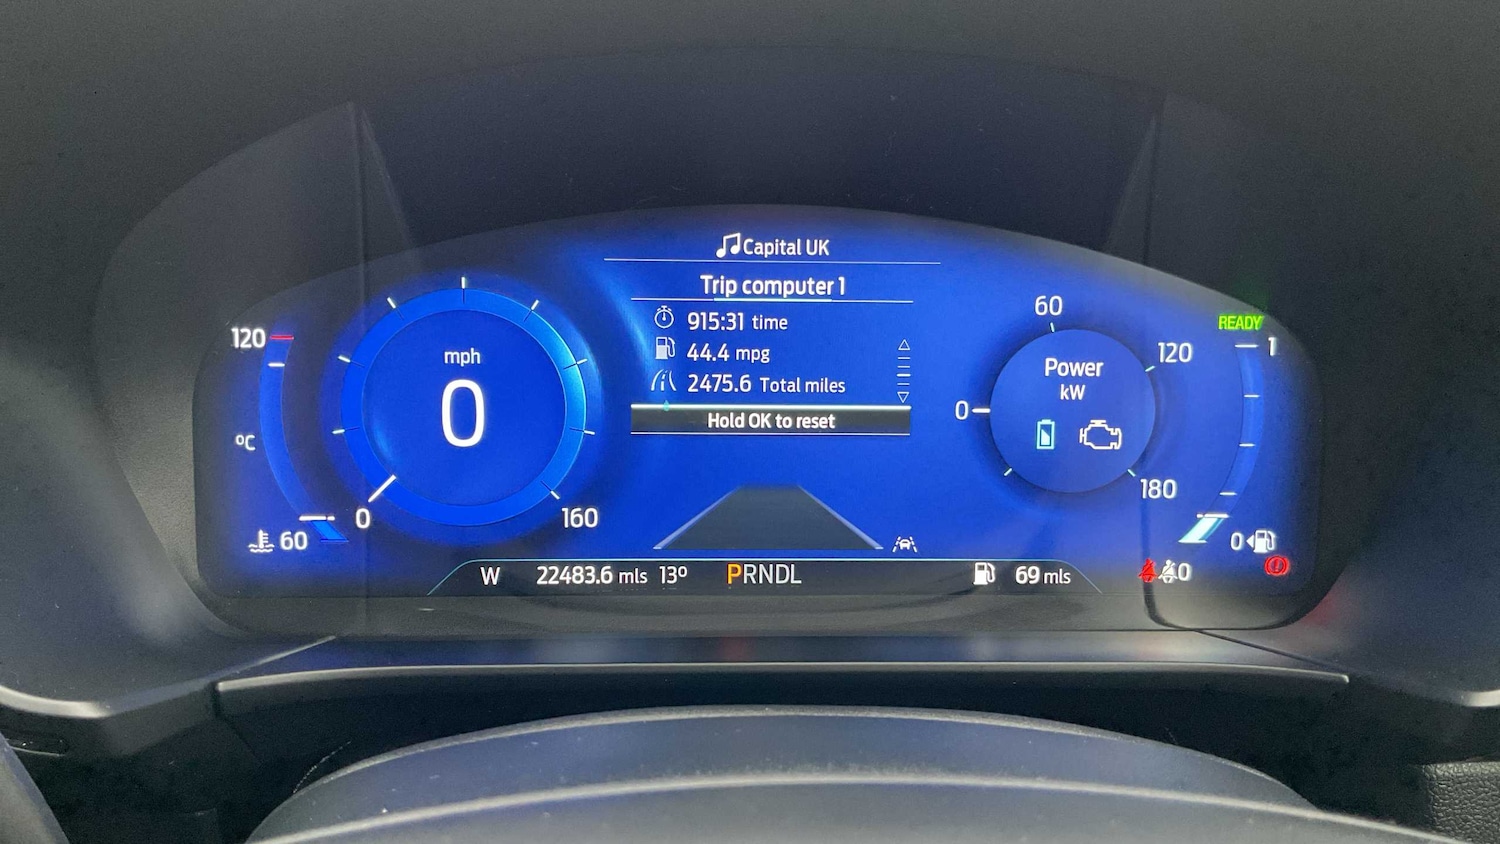 Capital UK
Trip computer 1
915:31 time
44.4 mpg
2475.6 Total miles
Hold OK to reset
120
°C
60
mph
0
0
160
60
120
0
Power
kW
180
READY
1
0
W 22483.6 mls 13º PRNDL 69 mls
0